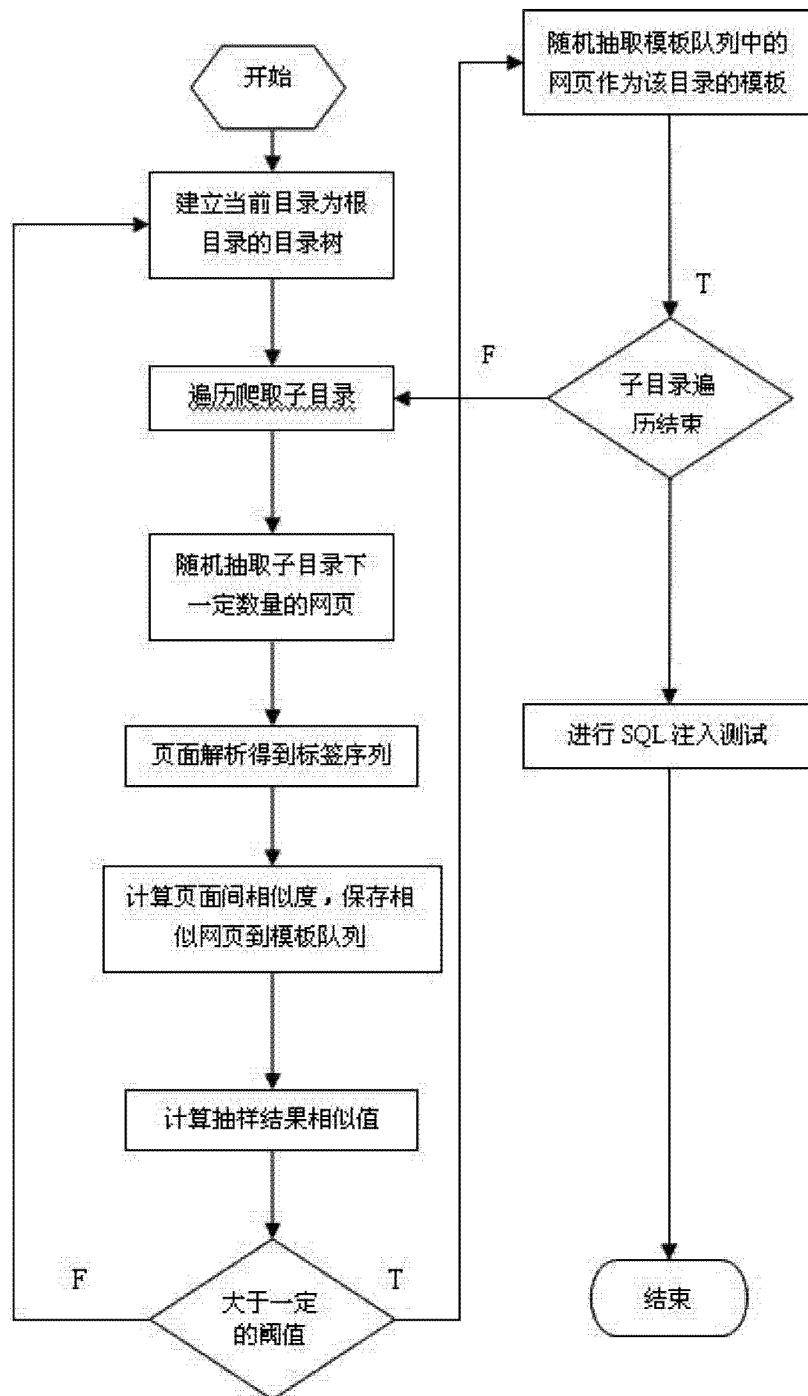 开始
建立当前目录为根
目录的目录树
遍历爬取子目录
随机抽取子目录下
一定数量的网页
页面解析得到标签序列
计算页面间相似度，保存相
似网页到模板队列
计算抽样结果相似值
F
T
大于一定
的阈值
随机抽取模板队列中的
网页作为该目录的模板
T
F
子目录遍
历结束
进行 SQL 注入测试
结束